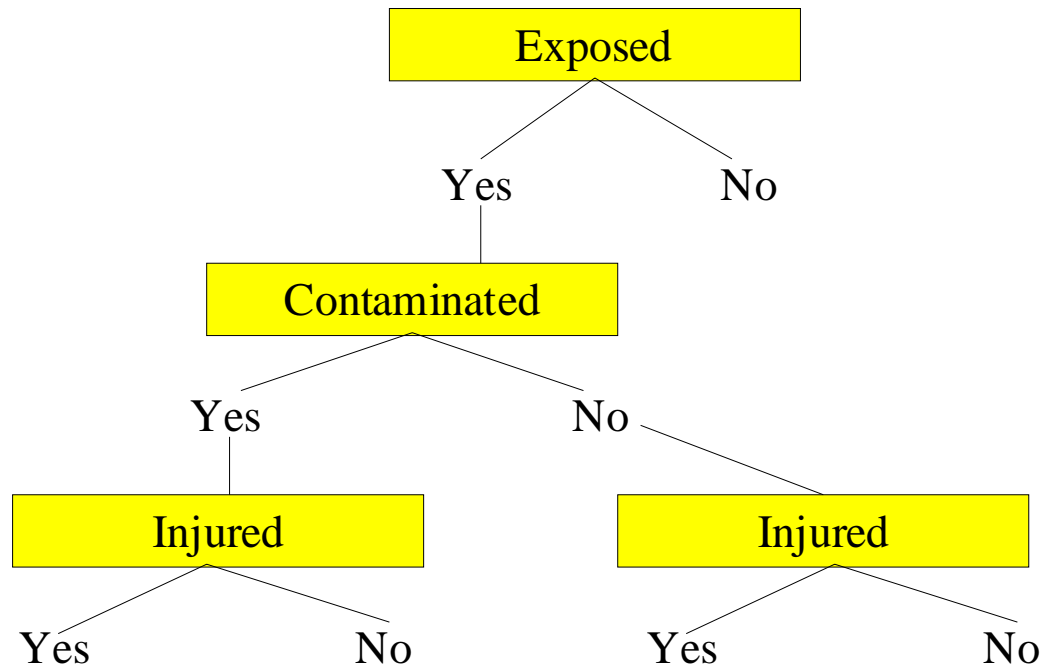 Exposed
Yes No
Contaminated
Yes No
Injured Injured
Yes No Yes No